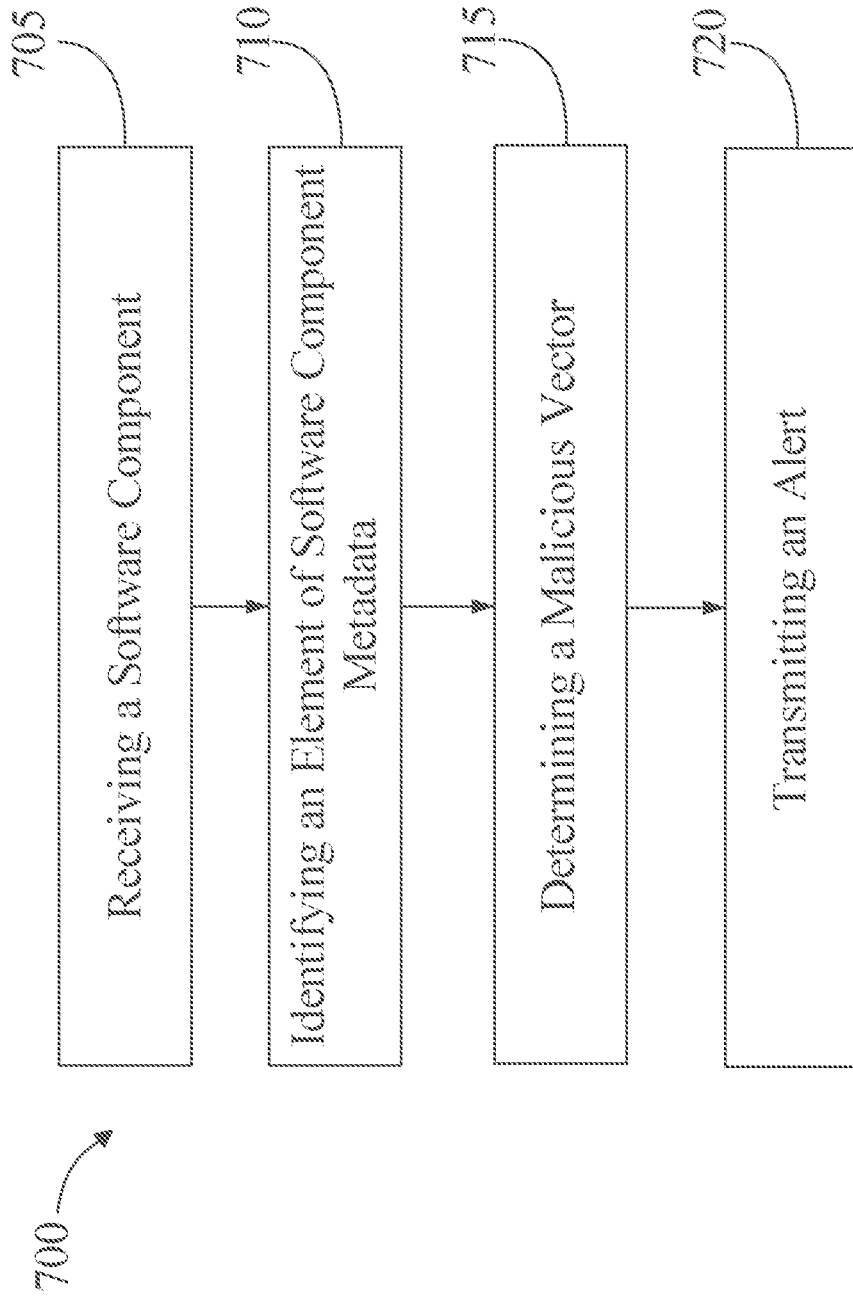 700
Receiving a Software Component
705
Identifying an Element of Software Component
Metadata
710
Determining a Malicious Vector
715
Transmitting an Alert
720